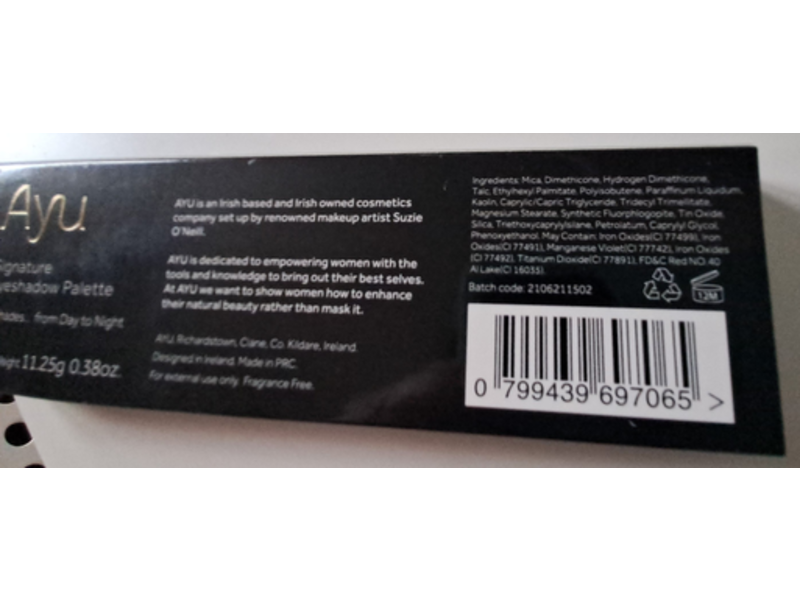 Ayu
Signature
eyeshadow Palette
from Day to Night
11.25g 0.38oz.
AYU is an Irish based and Irish owned cosmetics
company set up by renowned makeup artist Suzie
O'Neill.
AYU is dedicated to empowering women with the
tools and knowledge to bring out their best selves.
At AYU we want to show women how to enhance
their natural beauty rather than mask it.
AYU, Richardstown, Clane, Co. Kildare, Ireland.
Designed in Ireland. Made in PRC.
For external use only. Fragrance Free.
Ingredients: Mica, Dimethicone, Hydrogen Dimethicone,
Talc, Ethylhexyl Palmitate, Polyisobutene, Paraffinum Liquidum,
Kaolin, Caprylic/Capric Triglyceride, Tridecyl Trimellitate,
Magnesium Stearate, Synthetic Fluorphlogopite, Tin Oxide,
Silica, Triethoxycaprylylsilane, Petrolatum, Caprylyl Glycol,
Phenoxyethanol, May Contain: Iron Oxides(CI 77499), Iron
Oxides(CI 77491), Manganese Violet(CI 77742), Iron Oxides
(CI 77492), Titanium Dioxide(CI 77891), FD&C Red NO.40
Al Lake(CI 16035).
Batch code: 2106211502
12M
0 799439 697065 >